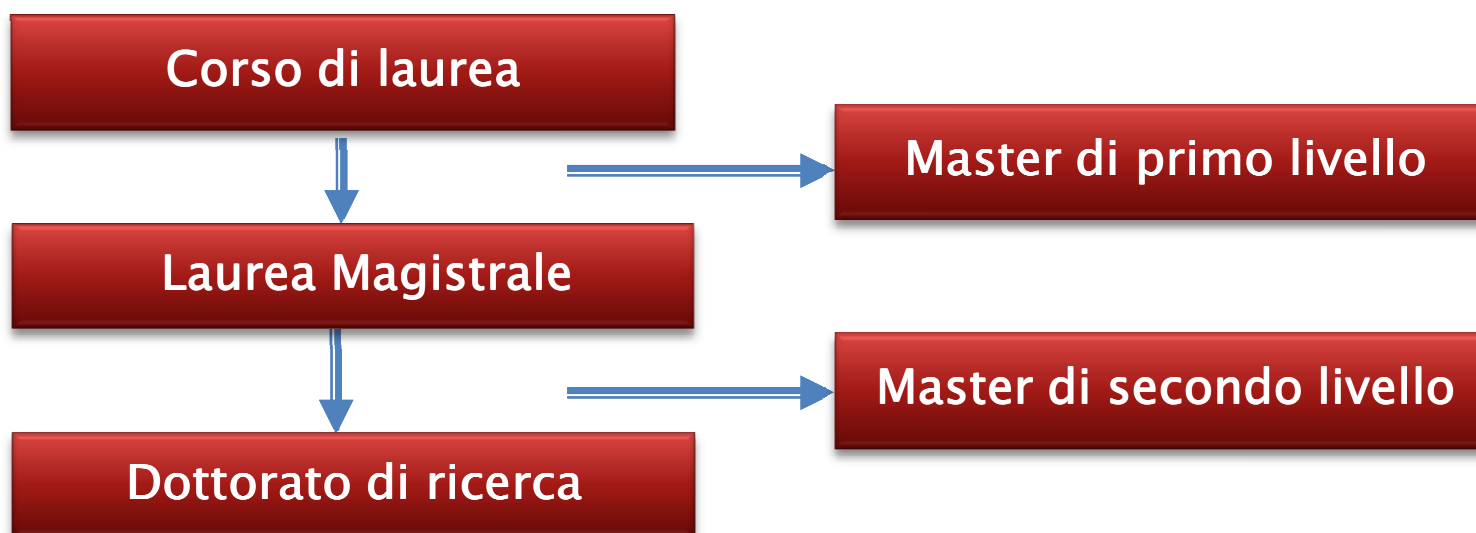 Corso di laurea
Master di primo livello
Laurea Magistrale
Master di secondo livello
Dottorato di ricerca